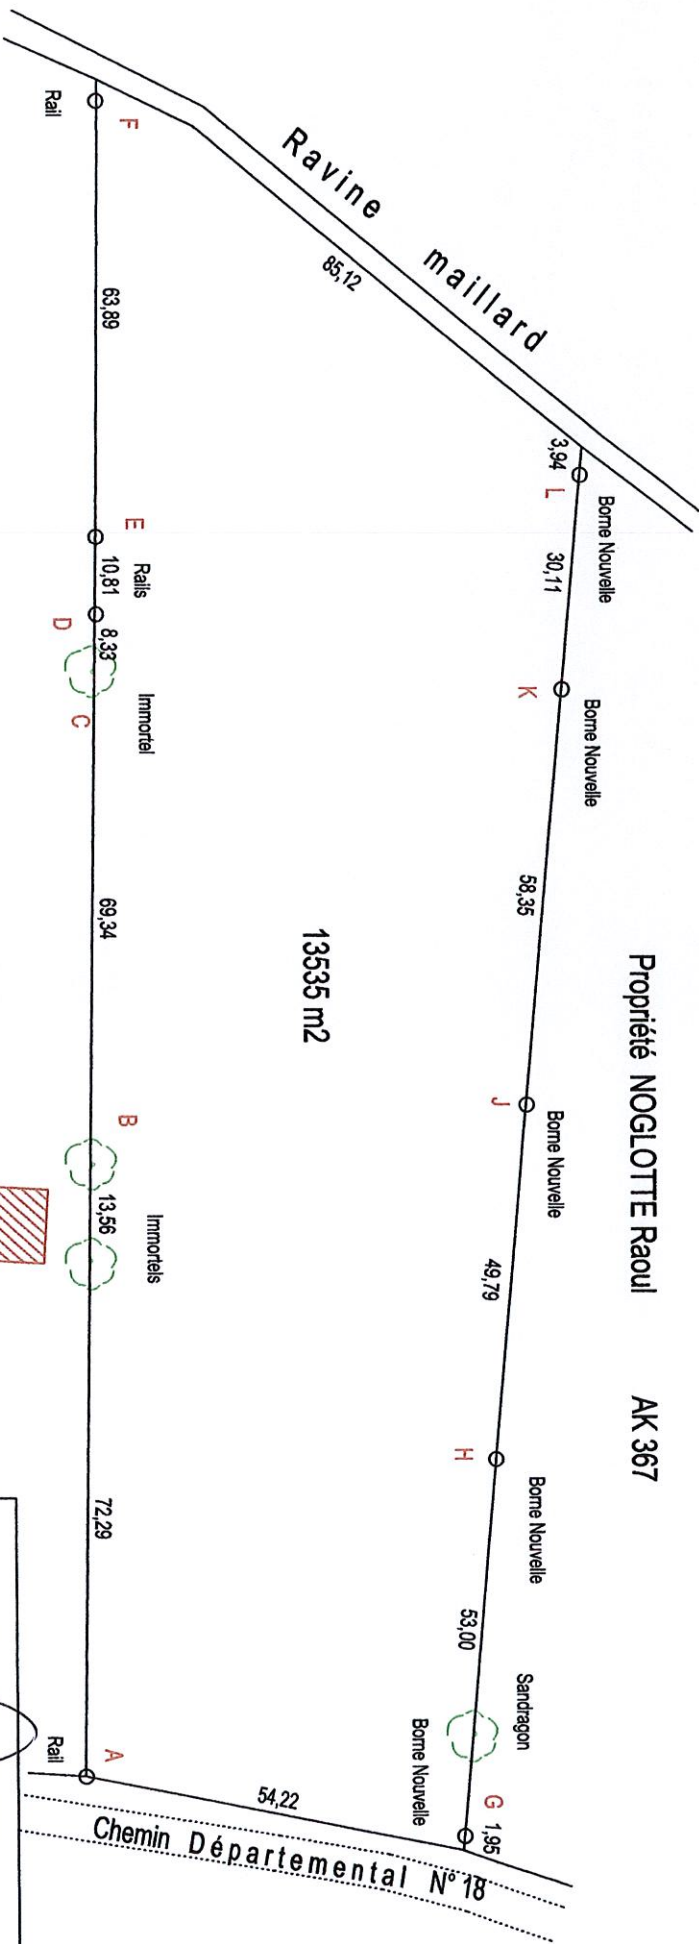 Propriété NOGLOTTE Raoul AK 367
Ravine maillard
85,12
3,94
L
Borne Nouvelle
30,11
K
Borne Nouvelle
58,35
J
Borne Nouvelle
49,79
H
Borne Nouvelle
53,00
Sandragon
G
1,95
Borne Nouvelle
13535 m2
54,22
Chemin Départemental N° 18
F
Rail
63,89
E
10,81
Rails
D
8,33
C
Immortel
69,34
B
13,56
Immortels
72,29
A
Rail